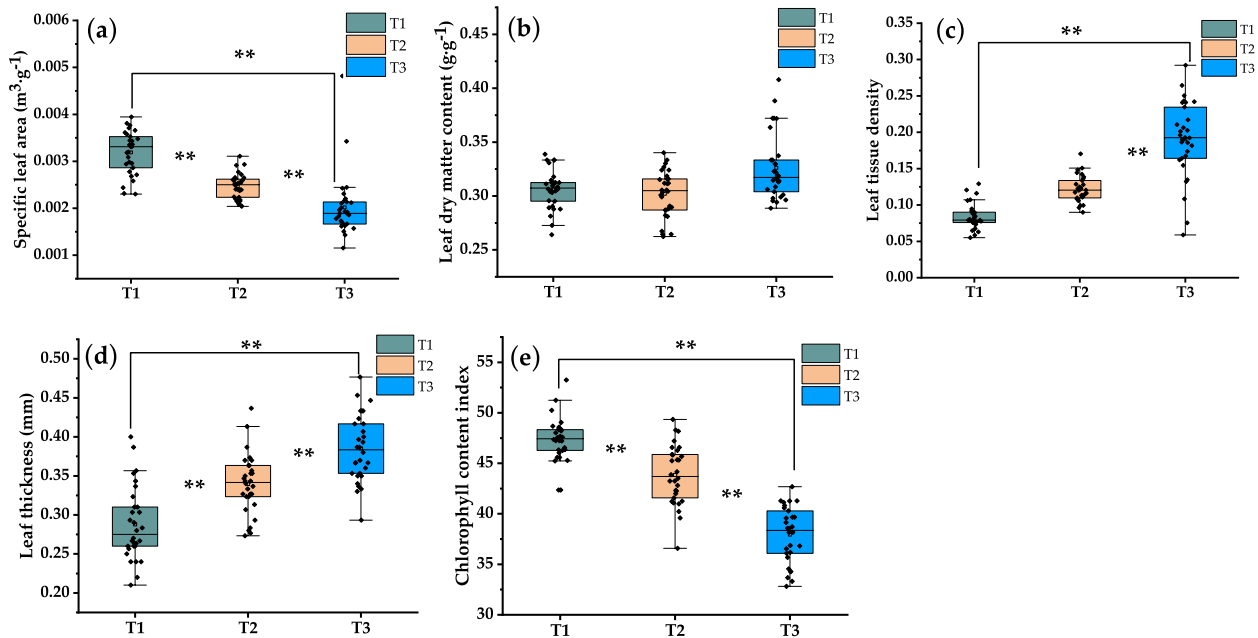 (a)
T1
T2
T3
Specific leaf area (m³·g⁻¹)
0.006
0.005
0.004
0.003
0.002
0.001
**
**
**
T1 T2 T3
(b)
T1
T2
T3
Leaf dry matter content (g·g⁻¹)
0.45
0.40
0.35
0.30
0.25
T1 T2 T3
(c)
T1
T2
T3
Leaf tissue density
0.35
0.30
0.25
0.20
0.15
0.10
0.05
0.00
**
**
T1 T2 T3
(d)
T1
T2
T3
Leaf thickness (mm)
0.50
0.45
0.40
0.35
0.30
0.25
0.20
**
**
**
T1 T2 T3
(e)
T1
T2
T3
Chlorophyll content index
55
50
45
40
35
30
**
**
**
T1 T2 T3